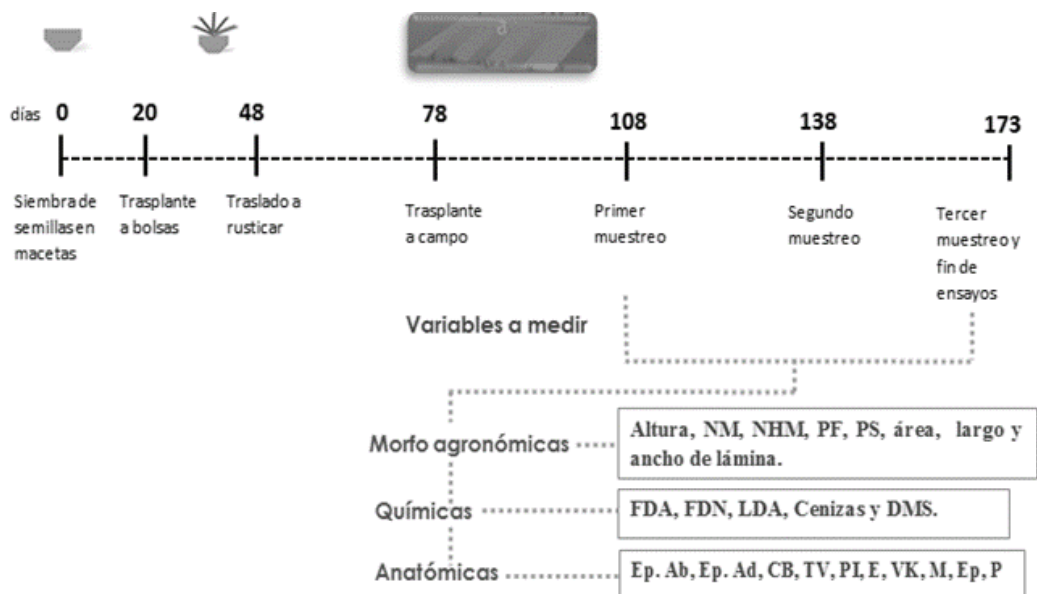 días 0 20 48 78 108 138 173
Siembra de
semillas en
macetas
Trasplante
a bolsas
Traslado a
rusticar
Trasplante
a campo
Primer
muestreo
Segundo
muestreo
Tercer
muestreo y
fin de
ensayos
Variables a medir
Morfo agronómicas
Altura, NM, NHM, PF, PS, área, largo y
ancho de lámina.
Químicas
FDA, FDN, LDA, Cenizas y DMS.
Anatómicas
Ep. Ab, Ep. Ad, CB, TV, PI, E, VK, M, Ep, P